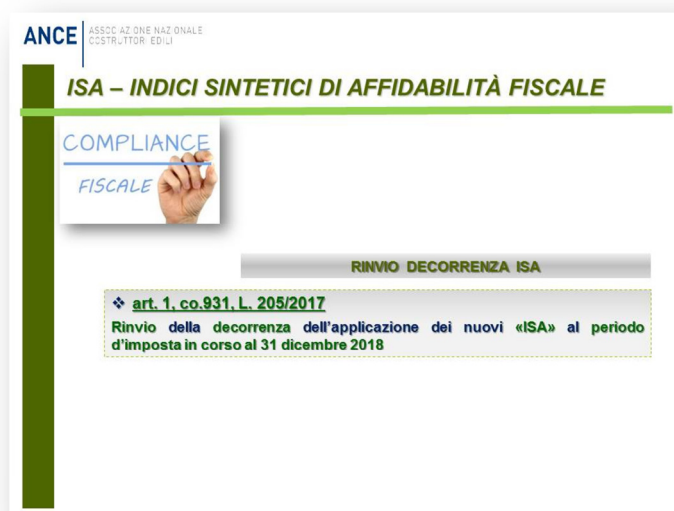 ANCE
ASSOCIAZIONE NAZIONALE
COSTRUTTORI EDILI
ISA – INDICI SINTETICI DI AFFIDABILITÀ FISCALE
COMPLIANCE
FISCALE
RINVIO DECORRENZA ISA
❖ art. 1, co.931, L. 205/2017
Rinvio della decorrenza dell'applicazione dei nuovi «ISA» al periodo
d'imposta in corso al 31 dicembre 2018